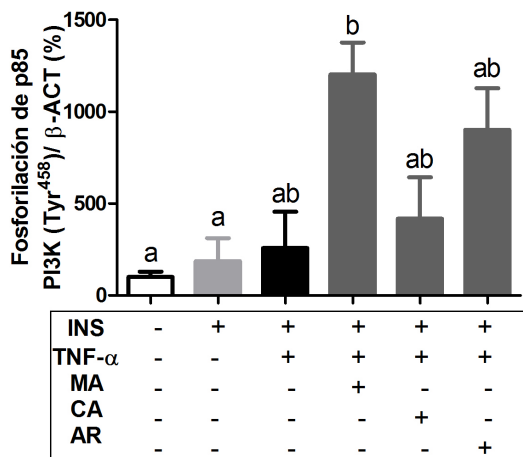 Fosforilación de p85
PI3K (Tyr458)/ β-ACT (%)
1500
1000
500
0
a
a
ab
b
ab
ab
INS - + + + + +
TNF-α - - + + + +
MA - - - + - -
CA - - - - + -
AR - - - - - +